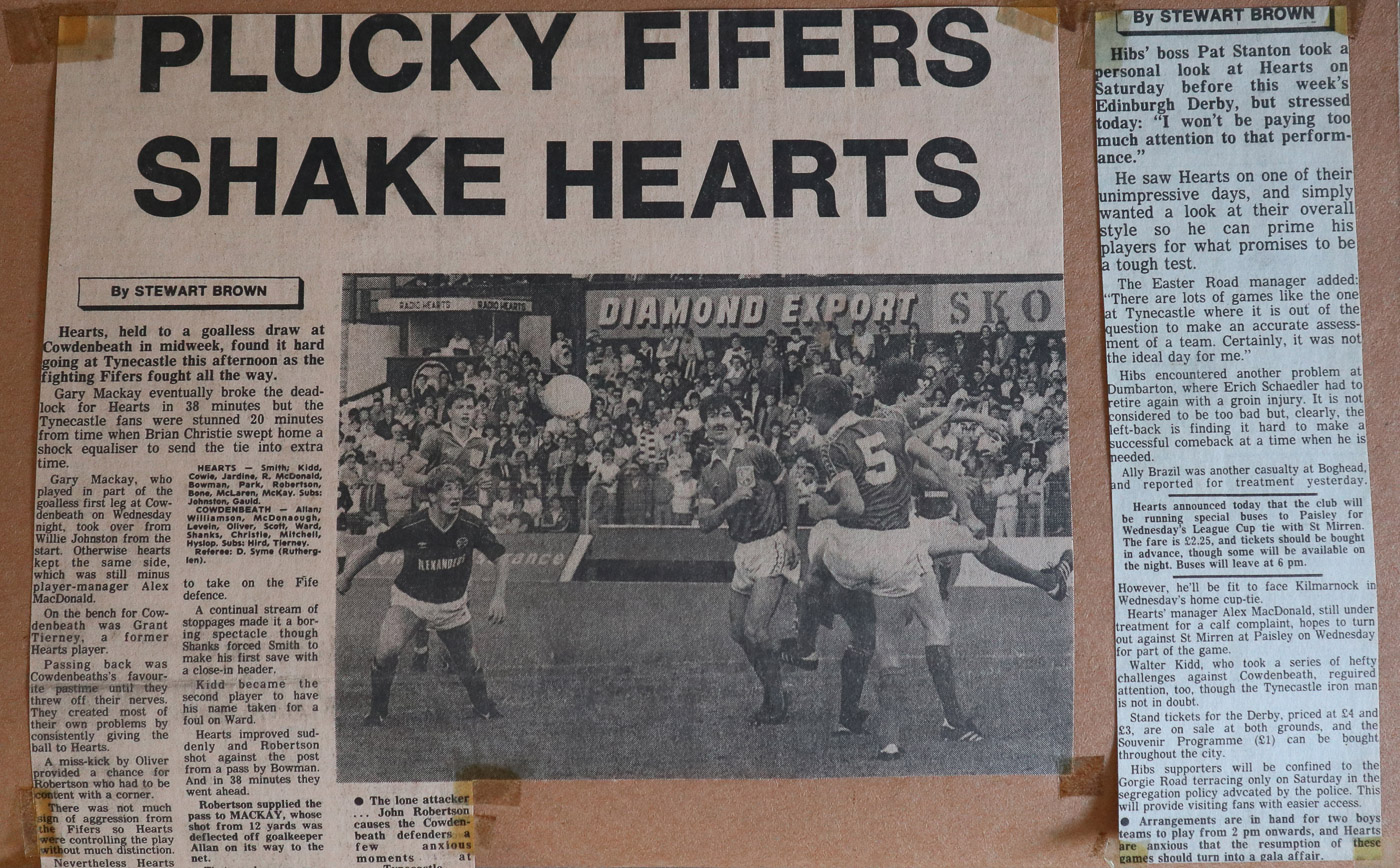 PLUCKY FIFERS
SHAKE HEARTS
By STEWART BROWN
Hearts, held to a goalless draw at
Cowdenbeath in midweek, found it hard
going at Tynecastle this afternoon as the
fighting Fifers fought all the way.
Gary Mackay eventually broke the dead-
lock for Hearts in 38 minutes but the
Tynecastle fans were stunned 20 minutes
from time when Brian Christie swept home a
shock equaliser to send the tie into extra
time.
Gary Mackay, who
played in part of the
goalless first leg at Cow-
denbeath on Wednesday
night, took over from
Willie Johnston from the
start. Otherwise hearts
kept the same side,
which was still minus
player-manager Alex
MacDonald.
On the bench for Cow-
denbeath was Grant
Tierney, a former
Hearts player.
Passing back was
Cowdenbeaths's favour-
ite pastime until they
threw off their nerves.
They created most of
their own problems by
consistently giving the
ball to Hearts.
A miss-kick by Oliver
provided a chance for
Robertson who had to be
content with a corner.
There was not much
sign of aggression from
the Fifers so Hearts
were controlling the play
without much distinction.
Nevertheless Hearts
HEARTS — Smith; Kidd,
Cowie, Jardine, R. McDonald,
Bowman, Park, Robertson,
Bone, McLaren, McKay. Subs:
Johnston, Gauld.
COWDENBEATH — Allan;
Williamson, McDonaough,
Levein, Oliver, Scott, Ward,
Shanks, Christie, Mitchell,
Hyslop. Subs: Hird, Tierney.
Referee: D. Syme (Rutherg-
len).
to take on the Fife
defence.
A continual stream of
stoppages made it a bor-
ing spectacle though
Shanks forced Smith to
make his first save with
a close-in header.
Kidd became the
second player to have
his name taken for a
foul on Ward.
Hearts improved sud-
denly and Robertson
shot against the post
from a pass by Bowman.
And in 38 minutes they
went ahead.
Robertson supplied the
pass to MACKAY, whose
shot from 12 yards was
deflected off goalkeeper
Allan on its way to the
net.
RADIO HEARTS RADIO HEARTS
DIAMOND EXPORT SKO
ALEXANDERS
5
● The lone attacker
... John Robertson
causes the Cowden-
beath defenders a
few anxious
moments at
By STEWART BROWN
Hibs' boss Pat Stanton took a
personal look at Hearts on
Saturday before this week's
Edinburgh Derby, but stressed
today: "I won't be paying too
much attention to that perform-
ance."
He saw Hearts on one of their
unimpressive days, and simply
wanted a look at their overall
style so he can prime his
players for what promises to be
a tough test.
The Easter Road manager added:
"There are lots of games like the one
at Tynecastle where it is out of the
question to make an accurate assess-
ment of a team. Certainly, it was not
the ideal day for me."
Hibs encountered another problem at
Dumbarton, where Erich Schaedler had to
retire again with a groin injury. It is not
considered to be too bad but, clearly, the
left-back is finding it hard to make a
successful comeback at a time when he is
needed.
Ally Brazil was another casualty at Boghead,
and reported for treatment yesterday.
Hearts announced today that the club will
be running special buses to Paisley for
Wednesday's League Cup tie with St Mirren.
The fare is £2.25, and tickets should be bought
in advance, though some will be available on
the night. Buses will leave at 6 pm.
However, he'll be fit to face Kilmarnock in
Wednesday's home cup-tie.
Hearts' manager Alex MacDonald, still under
treatment for a calf complaint, hopes to turn
out against St Mirren at Paisley on Wednesday
for part of the game.
Walter Kidd, who took a series of hefty
challenges against Cowdenbeath, reguired
attention, too, though the Tynecastle iron man
is not in doubt.
Stand tickets for the Derby, priced at £4 and
£3, are on sale at both grounds, and the
Souvenir Programme (£1) can be bought
throughout the city.
Hibs supporters will be confined to the
Gorgie Road terracing only on Saturday in the
segregation policy advcated by the police. This
will provide visiting fans with easier access.
● Arrangements are in hand for two boys
teams to play from 2 pm onwards, and Hearts
are anxious that the resumption of these
games should turn into a gala affair.